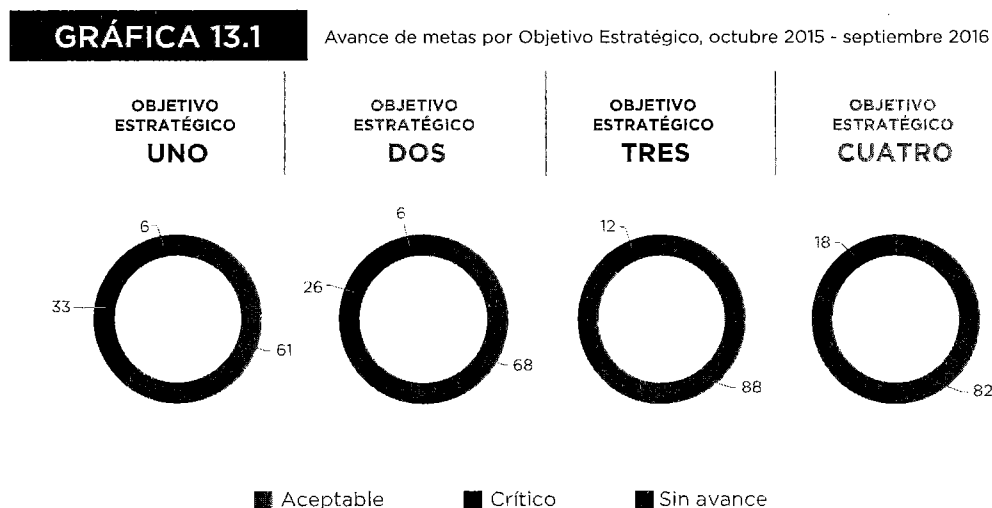 GRÁFICA 13.1
Avance de metas por Objetivo Estratégico, octubre 2015 - septiembre 2016
OBJETIVO
ESTRATÉGICO
UNO
OBJETIVO
ESTRATÉGICO
DOS
OBJETIVO
ESTRATÉGICO
TRES
OBJETIVO
ESTRATÉGICO
CUATRO
6
33
61
6
26
68
12
88
18
82
Aceptable
Crítico
Sin avance